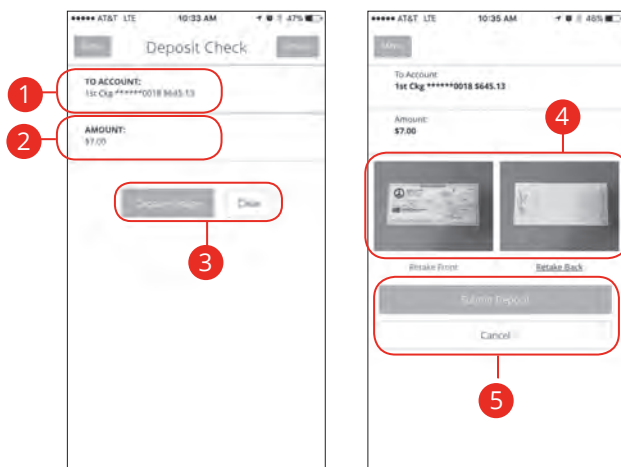 AT&T LTE 10:33 AM 47%
Deposit Check
TO ACCOUNT:
1st Ckg ******0018 $645.13
AMOUNT:
$7.00
Clear
1
2
3
AT&T LTE 10:35 AM 46%
Menu
To Account
1st Ckg ******0018 $645.13
Amount:
$7.00
Retake Front Retake Back
Submit Deposit
Cancel
4
5